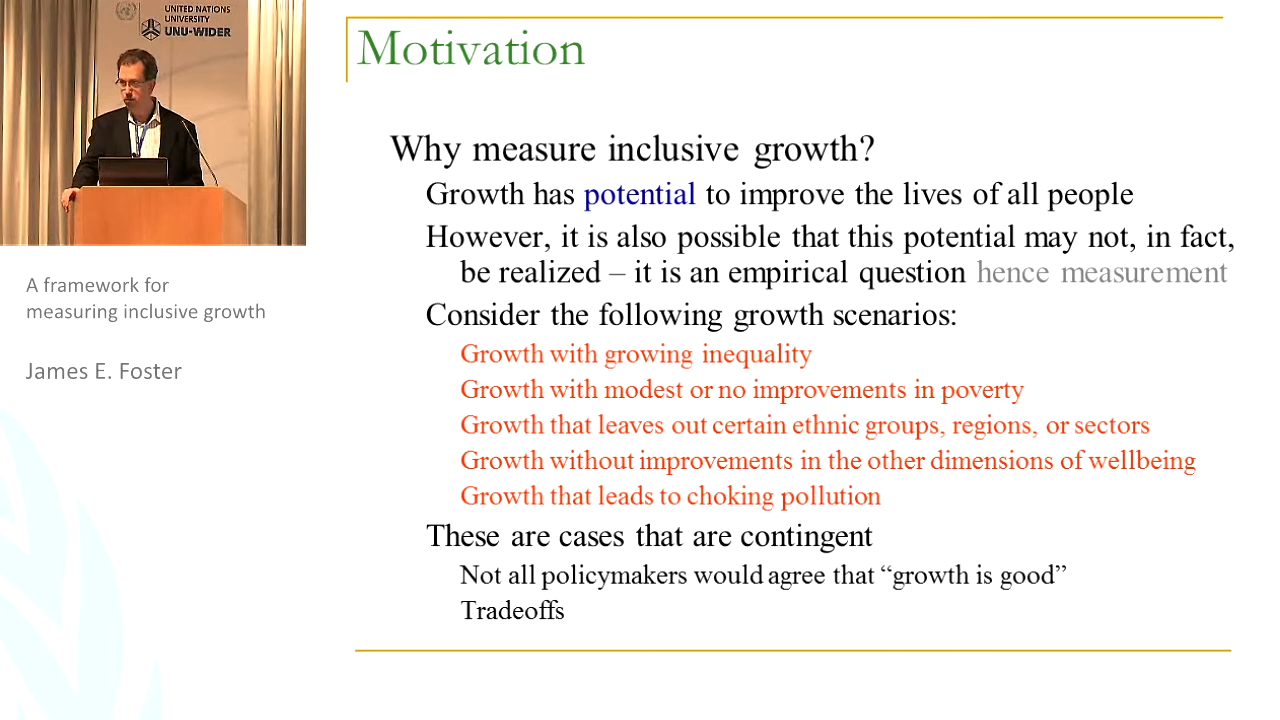 UNITED NATIONS
UNIVERSITY
UNU-WIDER
A framework for
measuring inclusive growth
James E. Foster
Motivation
Why measure inclusive growth?
Growth has potential to improve the lives of all people
However, it is also possible that this potential may not, in fact,
be realized – it is an empirical question hence measurement
Consider the following growth scenarios:
Growth with growing inequality
Growth with modest or no improvements in poverty
Growth that leaves out certain ethnic groups, regions, or sectors
Growth without improvements in the other dimensions of wellbeing
Growth that leads to choking pollution
These are cases that are contingent
Not all policymakers would agree that “growth is good”
Tradeoffs